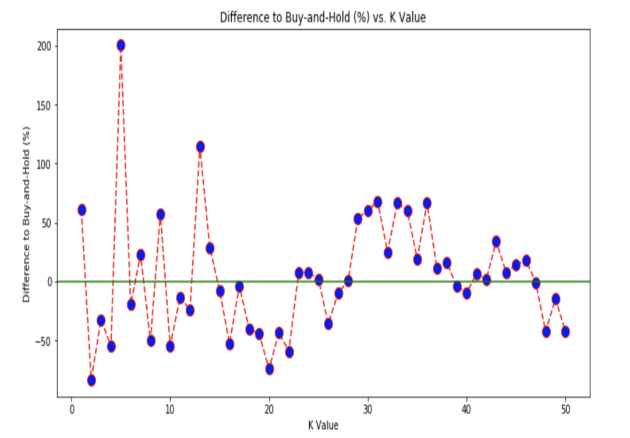 Difference to Buy-and-Hold (%) vs. K Value
Difference to Buy-and-Hold (%)
200
150
100
50
0
−50
0 10 20 30 40 50
K Value